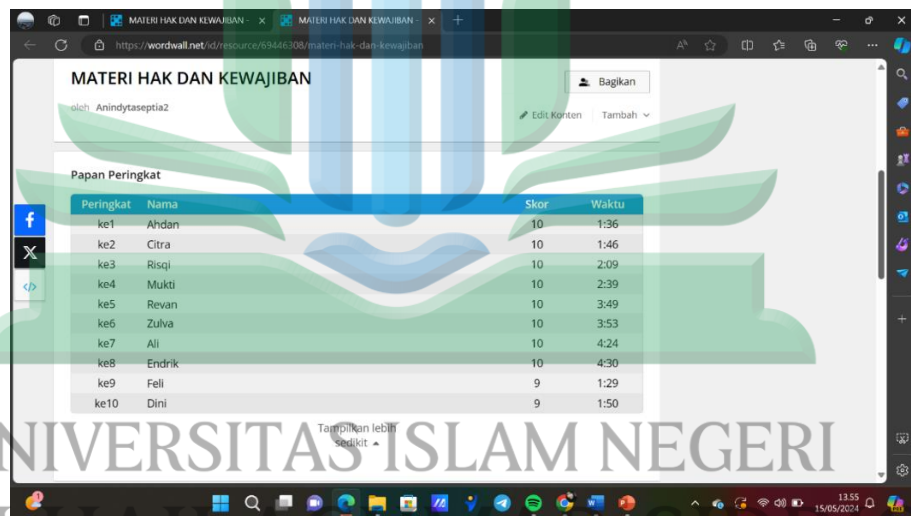 MATERI HAK DAN KEWAJIBAN - 
MATERI HAK DAN KEWAJIBAN - 
https://wordwall.net/id/resource/69446308/materi-hak-dan-kewajiban
MATERI HAK DAN KEWAJIBAN
Bagikan
oleh Anindytaseptia2
Edit Konten Tambah
Papan Peringkat
Peringkat Nama Skor Waktu
ke1 Ahdan 10 1:36
ke2 Citra 10 1:46
ke3 Risqi 10 2:09
ke4 Mukti 10 2:39
ke5 Revan 10 3:49
ke6 Zulva 10 3:53
ke7 Ali 10 4:24
ke8 Endrik 10 4:30
ke9 Feli 9 1:29
ke10 Dini 9 1:50
Tampilkan lebih
sedikit
NIVERSITAS ISLAM NEGERI
13.55
15/05/2024